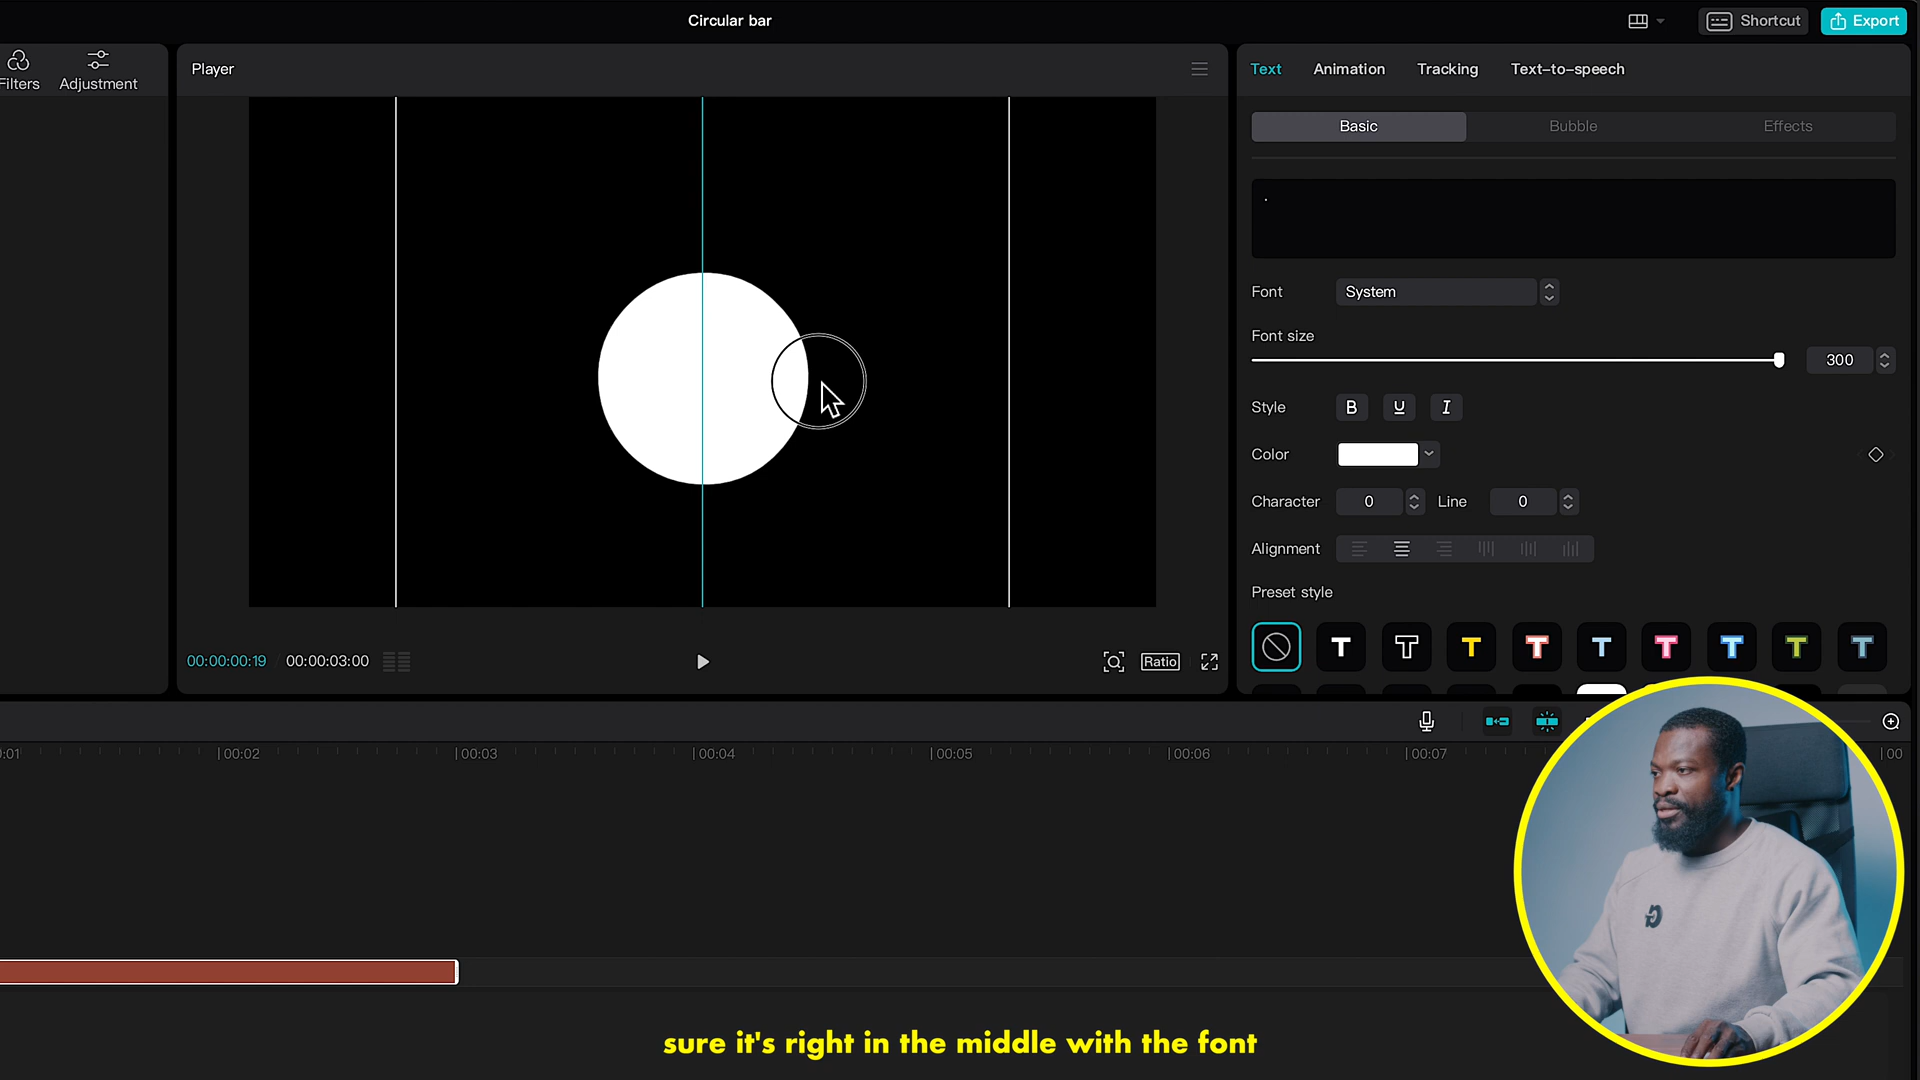 Circular bar
Shortcut
Export
Filters
Adjustment
Player
Text
Animation
Tracking
Text-to-speech
Basic
Bubble
Effects
.
Font
System
Font size
300
Style
B
U
I
Color
Character
0
Line
0
Alignment
Preset style
T T T T T T T T T
00:00:00:19
00:00:03:00
Ratio
:01
00:02
00:03
00:04
00:05
00:06
00:07
00
sure it's right in the middle with the font